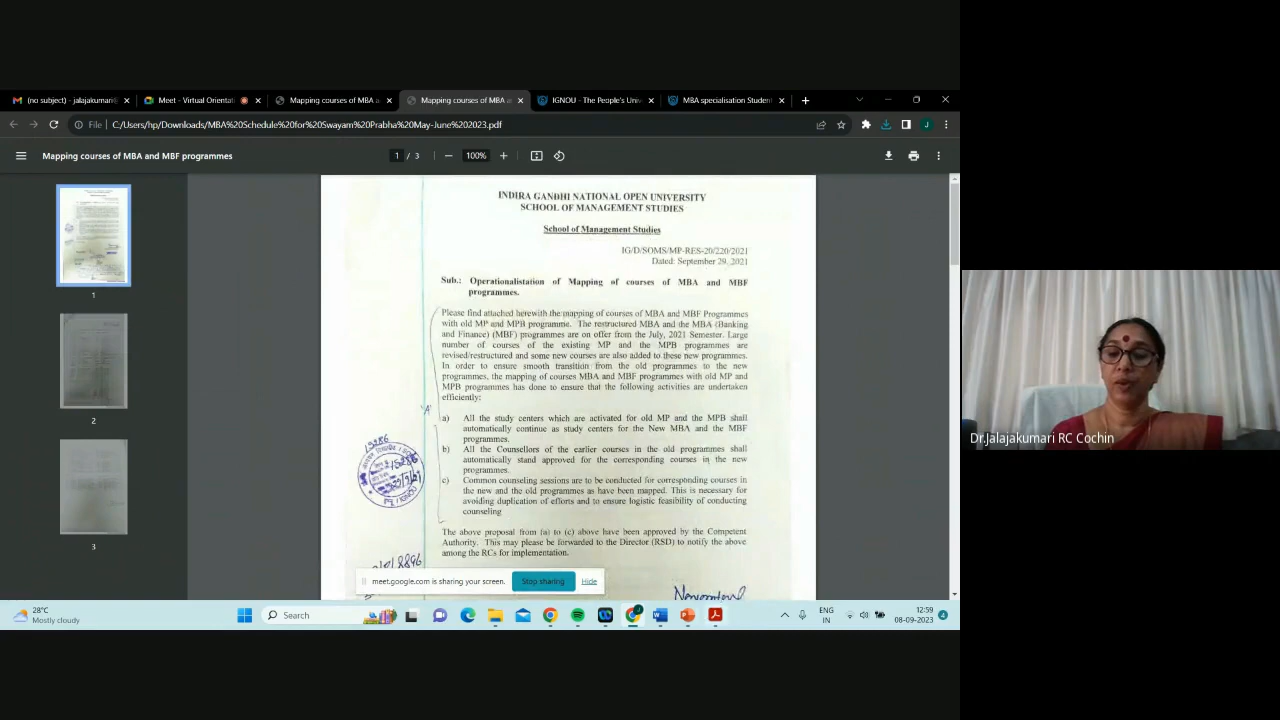 (no subject) - jalajakumari@
Meet - Virtual Orientati
Mapping courses of MBA a
Mapping courses of MBA a
IGNOU - The People's Univ
MBA specialisation Student
File
C:/Users/hp/Downloads/MBA%20Schedule%20for%20Swayam%20Prabha%20May-June%202023.pdf
J
Mapping courses of MBA and MBF programmes
1 / 3
100%
INDIRA GANDHI NATIONAL OPEN UNIVERSITY
SCHOOL OF MANAGEMENT STUDIES
School of Management Studies
IG/D/SOMS/MP-RES-20/220/2021
Dated: September 29, 2021
Sub.: Operationalistation of Mapping of courses of MBA and MBF
programmes.
Please find attached herewith the mapping of courses of MBA and MBF Programmes
with old MP and MPB programme. The restructured MBA and the MBA (Banking
and Finance) (MBF) programmes are on offer from the July, 2021 Semester. Large
number of courses of the existing MP and the MPB programmes are
revised/restructured and some new courses are also added to these new programmes.
In order to ensure smooth transition from the old programmes to the new
programmes, the mapping of courses MBA and MBF programmes with old MP and
MPB programmes has done to ensure that the following activities are undertaken
efficiently:
'A'
a) All the study centers which are activated for old MP and the MPB shall
automatically continue as study centers for the New MBA and the MBF
programmes.
b) All the Counsellors of the earlier courses in the old programmes shall
automatically stand approved for the corresponding courses in the new
programmes.
c) Common counseling sessions are to be conducted for corresponding courses in
the new and the old programmes as have been mapped. This is necessary for
avoiding duplication of efforts and to ensure logistic feasibility of conducting
counseling
The above proposal from (a) to (c) above have been approved by the Competent
Authority. This may please be forwarded to the Director (RSD) to notify the above
among the RCs for implementation.
1
2
3
meet.google.com is sharing your screen.
Stop sharing
Hide
28°C
Mostly cloudy
Search
ENG
IN
12:59
08-09-2023
4
Dr.Jalajakumari RC Cochin